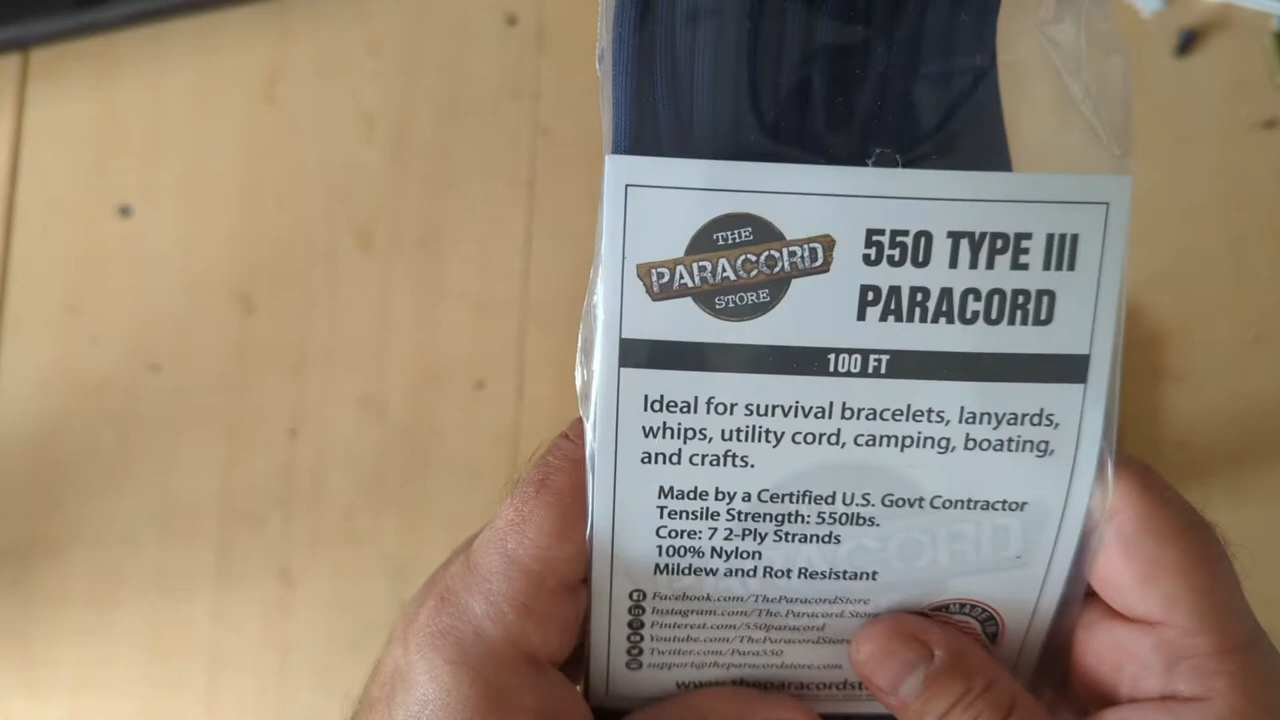 THE
PARACORD
STORE
550 TYPE III
PARACORD
100 FT
Ideal for survival bracelets, lanyards,
whips, utility cord, camping, boating,
and crafts.
Made by a Certified U.S. Govt Contractor
Tensile Strength: 550lbs.
Core: 7 2-Ply Strands
100% Nylon
Mildew and Rot Resistant
Facebook.com/TheParacordStore
Instagram.com/The.Paracord.Store
Pinterest.com/550paracord
Youtube.com/TheParacordStore
Twitter.com/Para550
support@theparacordstore.com
MADE IN